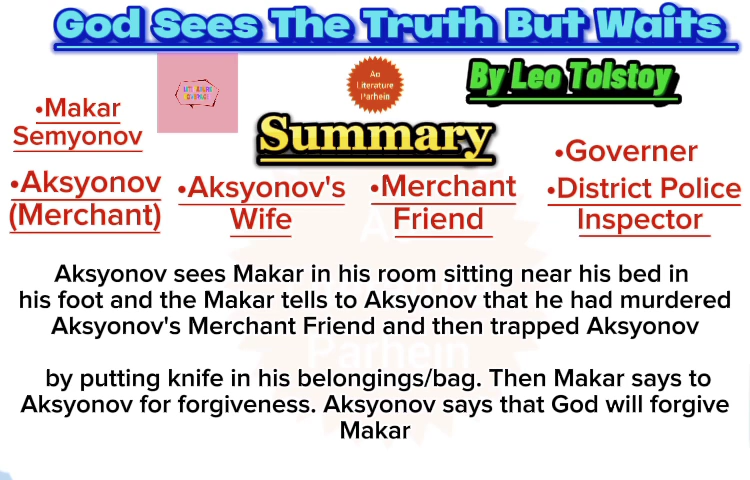 God Sees The Truth But Waits
Ao
Literature
Parhein
By Leo Tolstoy
•Makar
Semyonov
Summary
•Governer
•Aksyonov
(Merchant)
•Aksyonov's
Wife
•Merchant
Friend
•District Police
Inspector
Aksyonov sees Makar in his room sitting near his bed in
his foot and the Makar tells to Aksyonov that he had murdered
Aksyonov's Merchant Friend and then trapped Aksyonov
by putting knife in his belongings/bag. Then Makar says to
Aksyonov for forgiveness. Aksyonov says that God will forgive
Makar